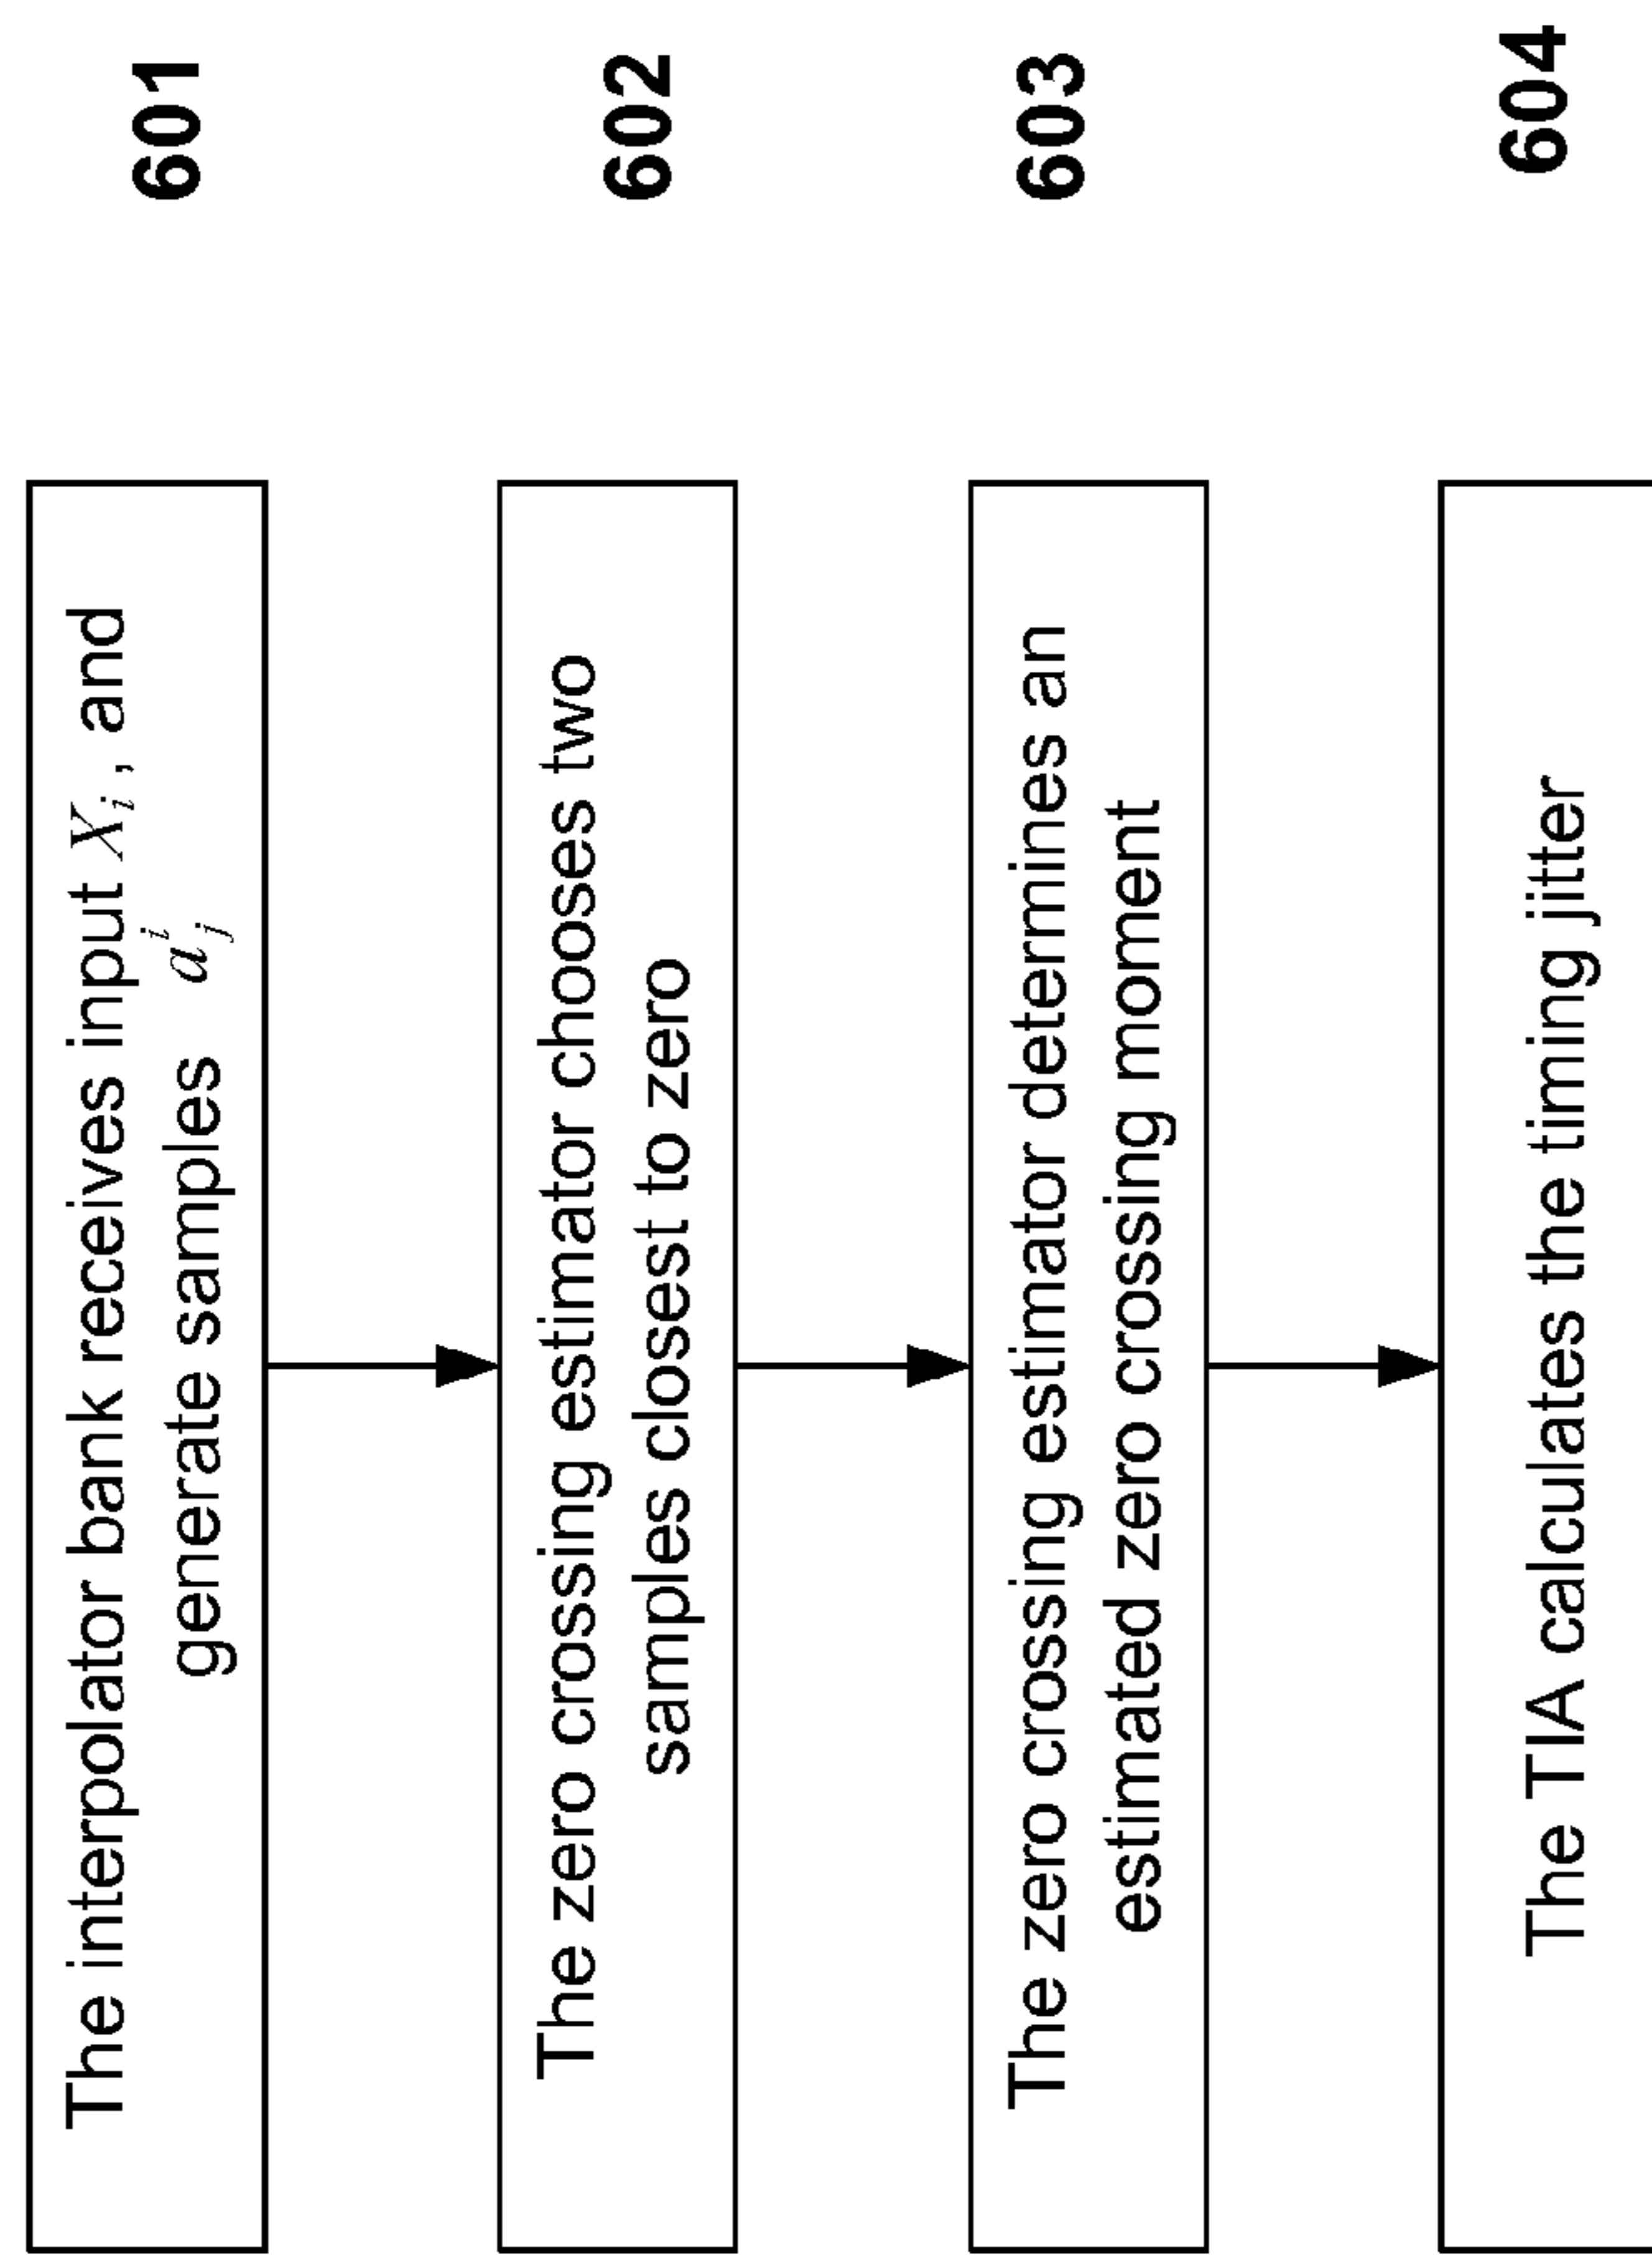 The interpolator bank receives input Xᵢ, and
generate samples aⱼⁱ
601
The zero crossing estimator chooses two
samples closest to zero
602
The zero crossing estimator determines an
estimated zero crossing moment
603
The TIA calculates the timing jitter
604